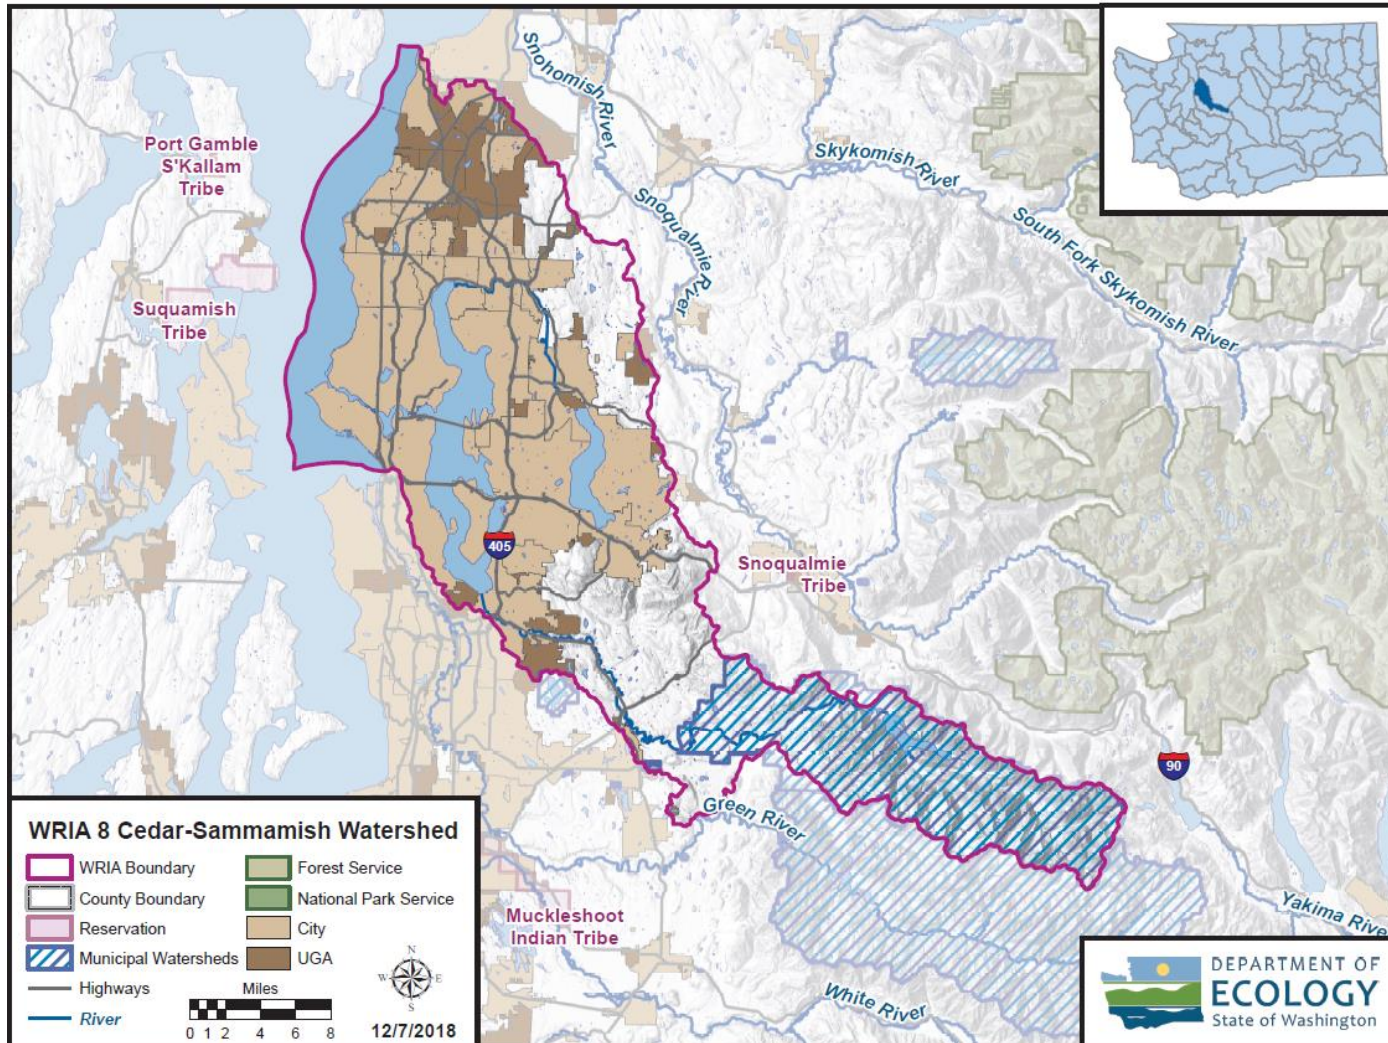 Snohomish River
Port Gamble
S'Kallam
Tribe
Skykomish River
Snoqualmie River
South Fork Skykomish River
Suquamish
Tribe
405
Snoqualmie
Tribe
90
Green River
Muckleshoot
Indian Tribe
Yakima River
White River
WRIA 8 Cedar-Sammamish Watershed
WRIA Boundary
County Boundary
Reservation
Municipal Watersheds
Highways
River
Forest Service
National Park Service
City
UGA
Miles
0 1 2 4 6 8
N
W E
S
12/7/2018
DEPARTMENT OF
ECOLOGY
State of Washington